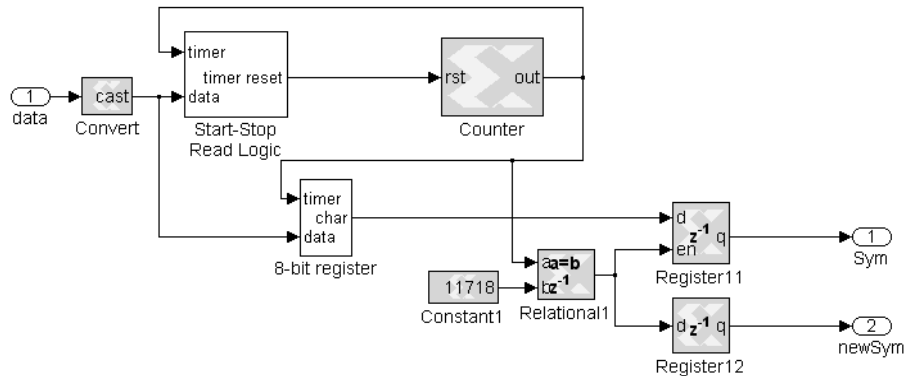 timer
timer reset
data
Start-Stop
Read Logic
1
data
cast
Convert
rst
out
Counter
timer
char
data
8-bit register
11718
Constant1
a
a=b
b
z-1
Relational1
d
z-1
q
en
Register11
1
Sym
d
z-1
q
Register12
2
newSym